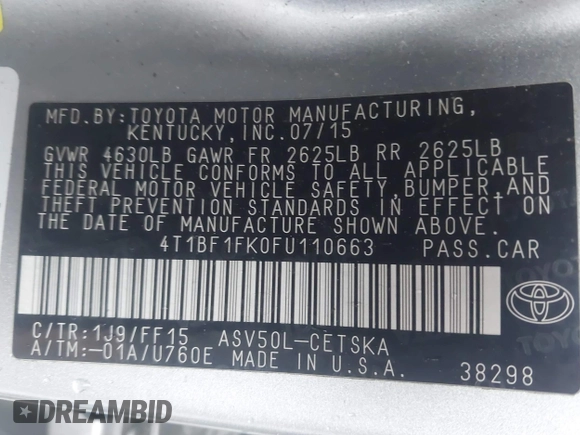 MFD.BY:TOYOTA MOTOR MANUFACTURING,
KENTUCKY,INC.07/15
GVWR 4630LB GAWR FR 2625LB RR 2625LB
THIS VEHICLE CONFORMS TO ALL APPLICABLE
FEDERAL MOTOR VEHICLE SAFETY,BUMPER,AND
THEFT PREVENTION STANDARDS IN EFFECT ON
THE DATE OF MANUFACTURE SHOWN ABOVE.
4T1BF1FK0FU110663 PASS.CAR
TOYOTA
C/TR:1J9/FF15 ASV50L-CETSKA
A/TM:-01A/U760E MADE IN U.S.A. 38298
DREAMBID